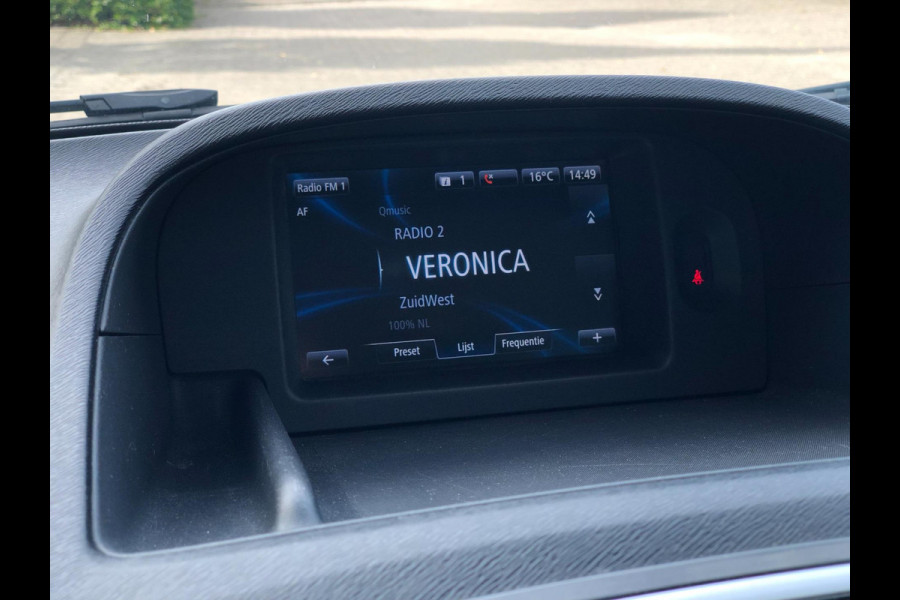 Radio FM 1
1
16°C
14:49
AF
Qmusic
RADIO 2
VERONICA
ZuidWest
100% NL
Preset
Lijst
Frequentie
+